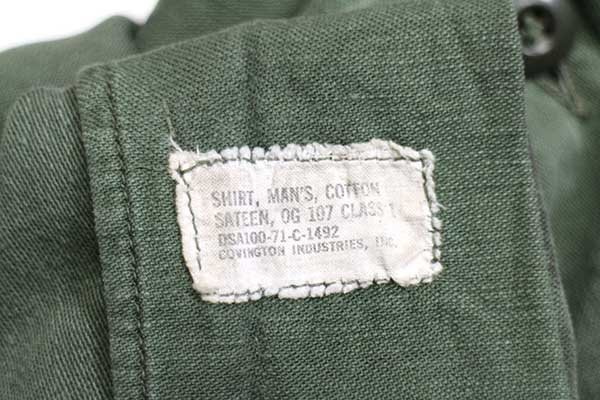 SHIRT, MAN'S, COTTON
SATEEN, OG 107 CLASS 1
DSA100-71-C-1492
COVINGTON INDUSTRIES, INC.